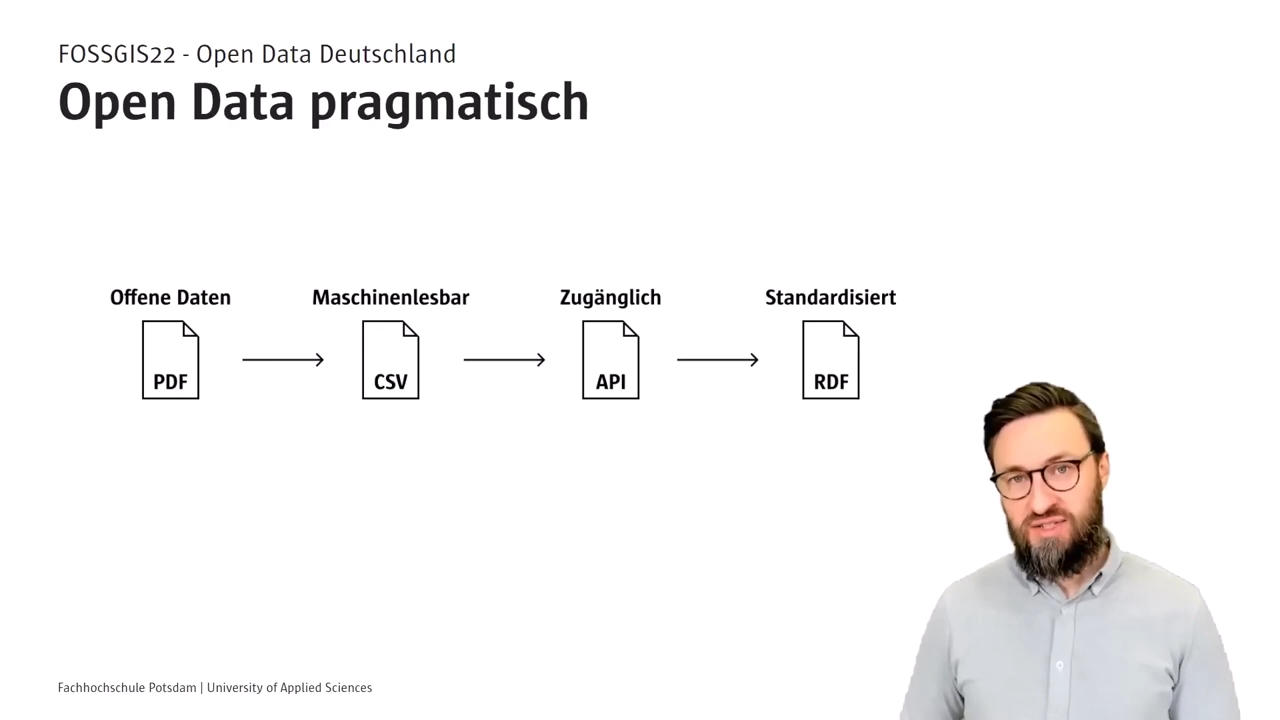 FOSSGIS22 - Open Data Deutschland
Open Data pragmatisch
Offene Daten
Maschinenlesbar
Zugänglich
Standardisiert
PDF
CSV
API
RDF
Fachhochschule Potsdam | University of Applied Sciences